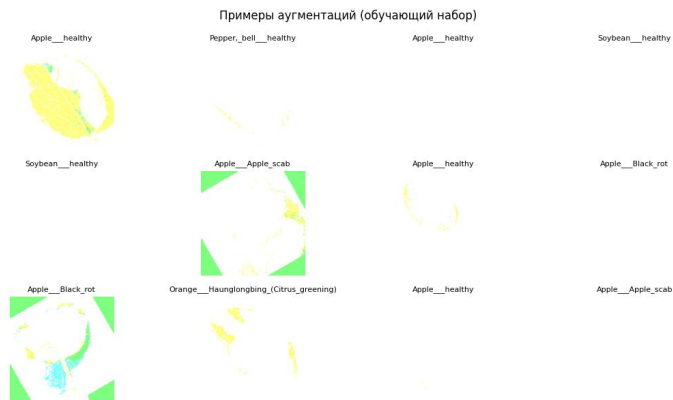 Примеры аугментаций (обучающий набор)
Apple___healthy
Pepper,_bell___healthy
Apple___healthy
Soybean___healthy
Soybean___healthy
Apple___Apple_scab
Apple___healthy
Apple___Black_rot
Apple___Black_rot
Orange___Haunglongbing_(Citrus_greening)
Apple___healthy
Apple___Apple_scab